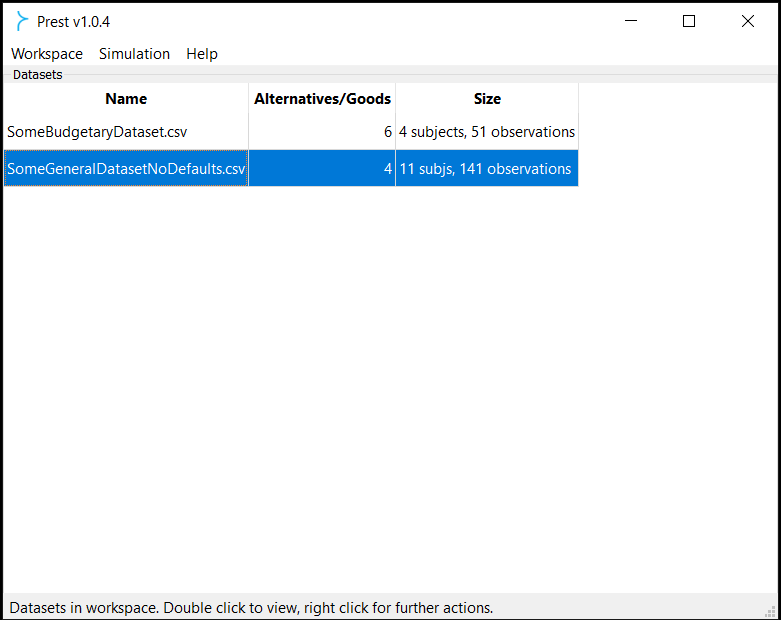 Prest v1.0.4
Workspace Simulation Help
Datasets
Name Alternatives/Goods Size
SomeBudgetaryDataset.csv 6 4 subjects, 51 observations
SomeGeneralDatasetNoDefaults.csv 4 11 subjs, 141 observations
Datasets in workspace. Double click to view, right click for further actions.